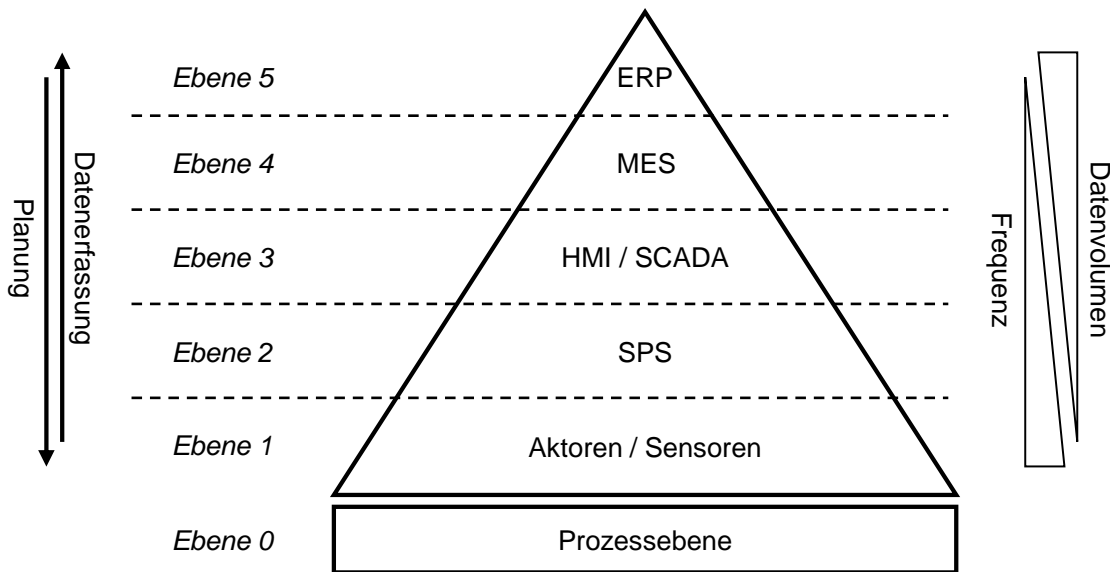 Planung
Datenerfassung
Ebene 5
ERP
Ebene 4
MES
Ebene 3
HMI / SCADA
Ebene 2
SPS
Ebene 1
Aktoren / Sensoren
Ebene 0
Prozessebene
Frequenz
Datenvolumen